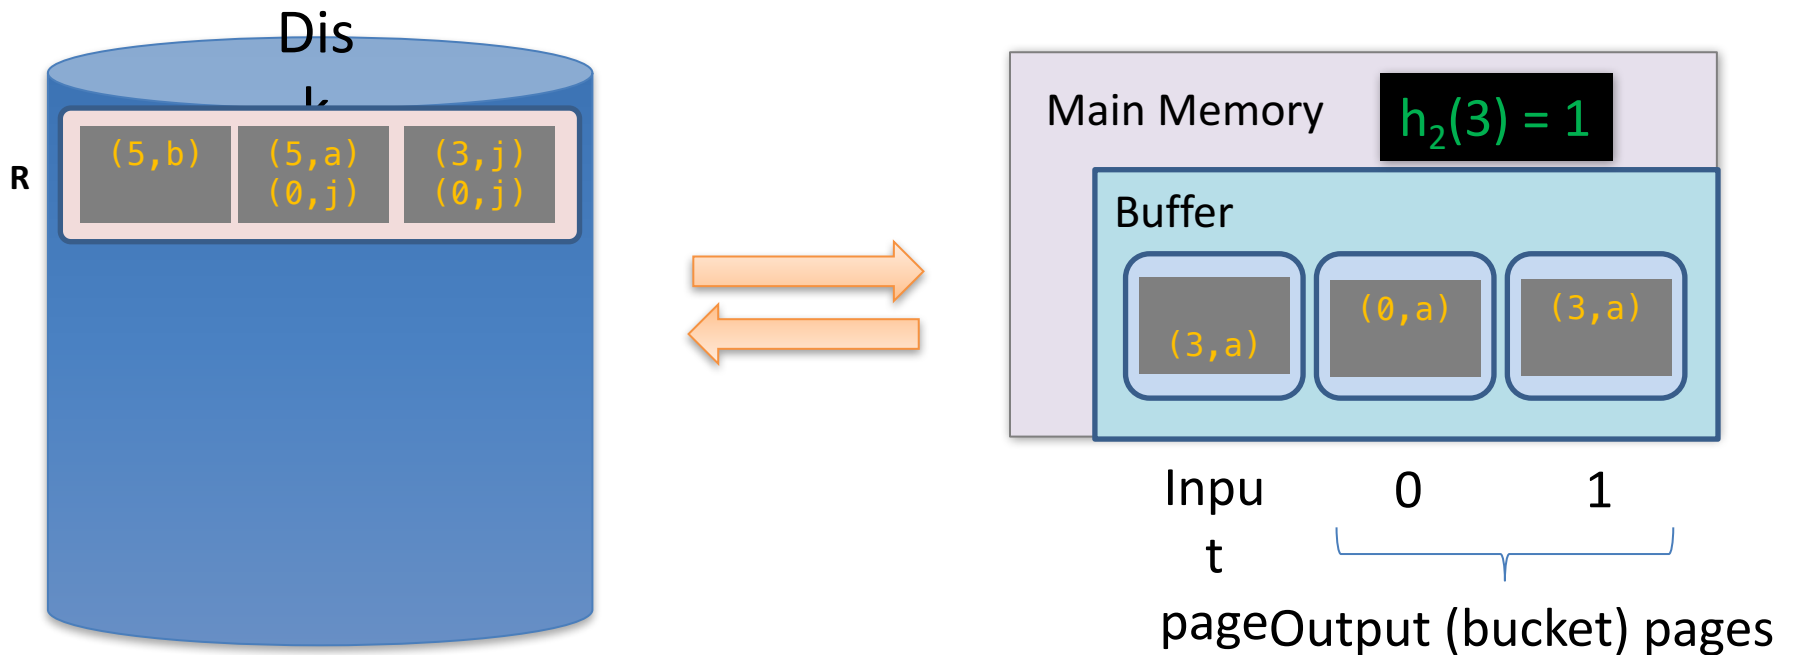 Dis
k
R
(5,b)
(5,a)
(0,j)
(3,j)
(0,j)
Main Memory
h₂(3) = 1
Buffer
(3,a)
(0,a)
(3,a)
Inpu
t
page
0
1
Output (bucket) pages